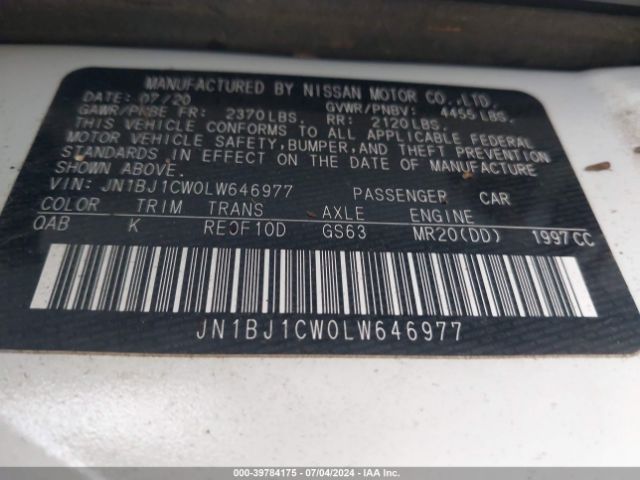 MANUFACTURED BY NISSAN MOTOR CO.,LTD.
DATE: 07/20 GVWR/PNBV: 4455 LBS.
GAWR/PNBE FR: 2370LBS. RR: 2120LBS.
THIS VEHICLE CONFORMS TO ALL APPLICABLE FEDERAL
MOTOR VEHICLE SAFETY,BUMPER,AND THEFT PREVENTION
STANDARDS IN EFFECT ON THE DATE OF MANUFACTURE
SHOWN ABOVE.
VIN: JN1BJ1CW0LW646977 PASSENGER CAR
COLOR TRIM TRANS AXLE ENGINE
QAB K RE0F10D GS63 MR20(DD) 1997CC
JN1BJ1CW0LW646977
000-39784175 | 07/04/2024 | IAAI.COM